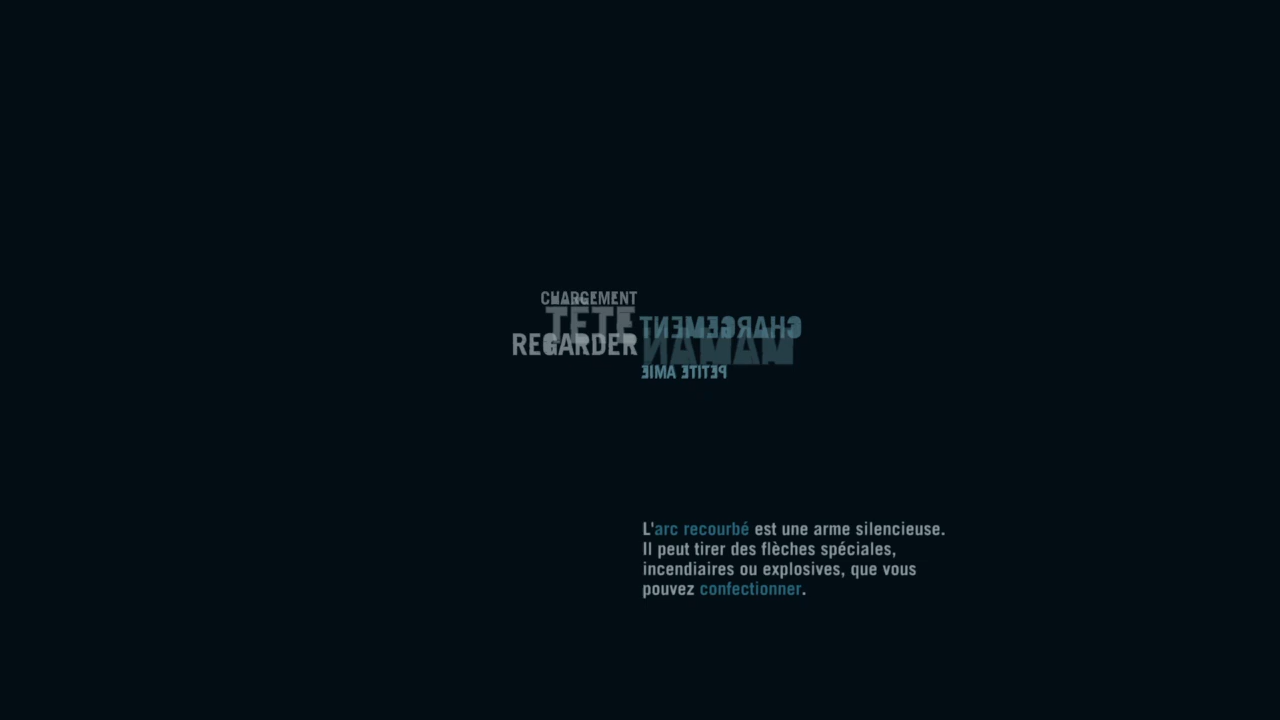 CHARGEMENT
TÊTE
REGARDER
CHARGEMENT
MAMAN
PETITE AMIE
L'arc recourbé est une arme silencieuse.
Il peut tirer des flèches spéciales,
incendiaires ou explosives, que vous
pouvez confectionner.